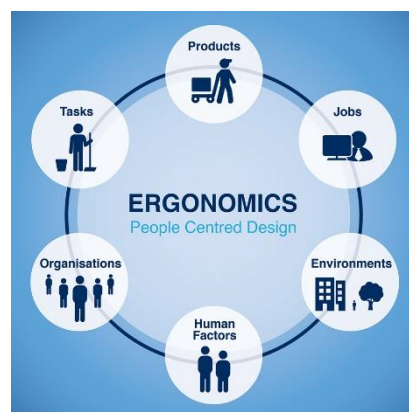 Products
Tasks
Jobs
ERGONOMICS
People Centred Design
Organisations
Environments
Human
Factors